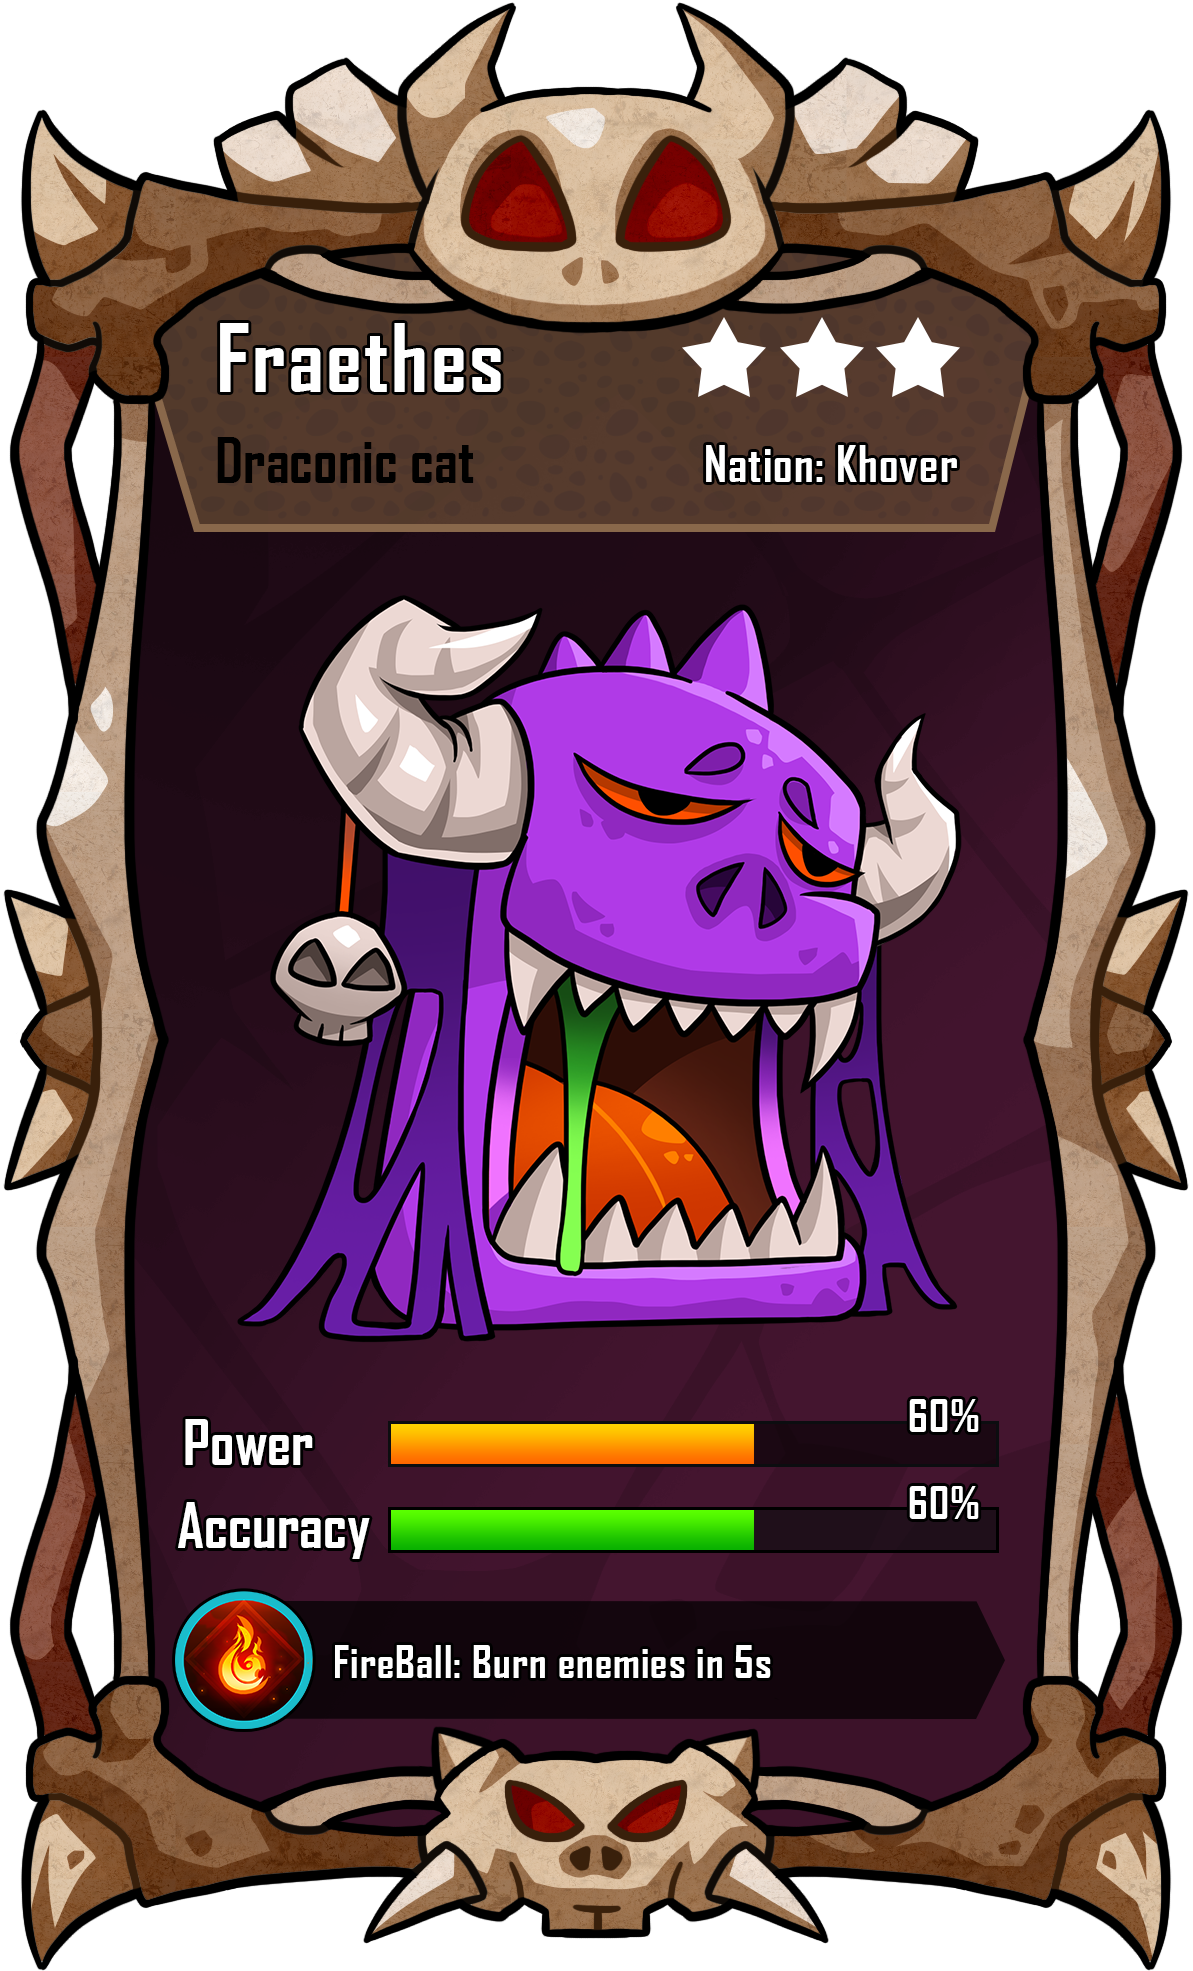 Fraethes
Draconic cat
Nation: Khover
Power
60%
Accuracy
60%
FireBall: Burn enemies in 5s